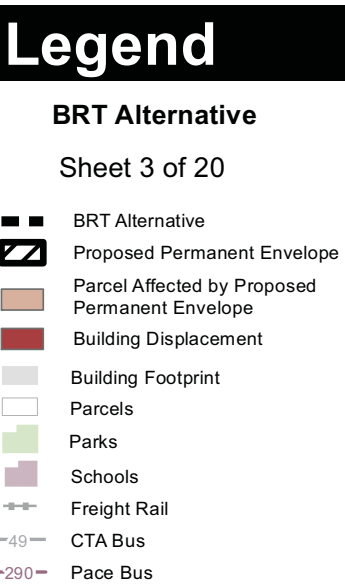 Legend
BRT Alternative
Sheet 3 of 20
BRT Alternative
Proposed Permanent Envelope
Parcel Affected by Proposed
Permanent Envelope
Building Displacement
Building Footprint
Parcels
Parks
Schools
Freight Rail
49 CTA Bus
290 Pace Bus